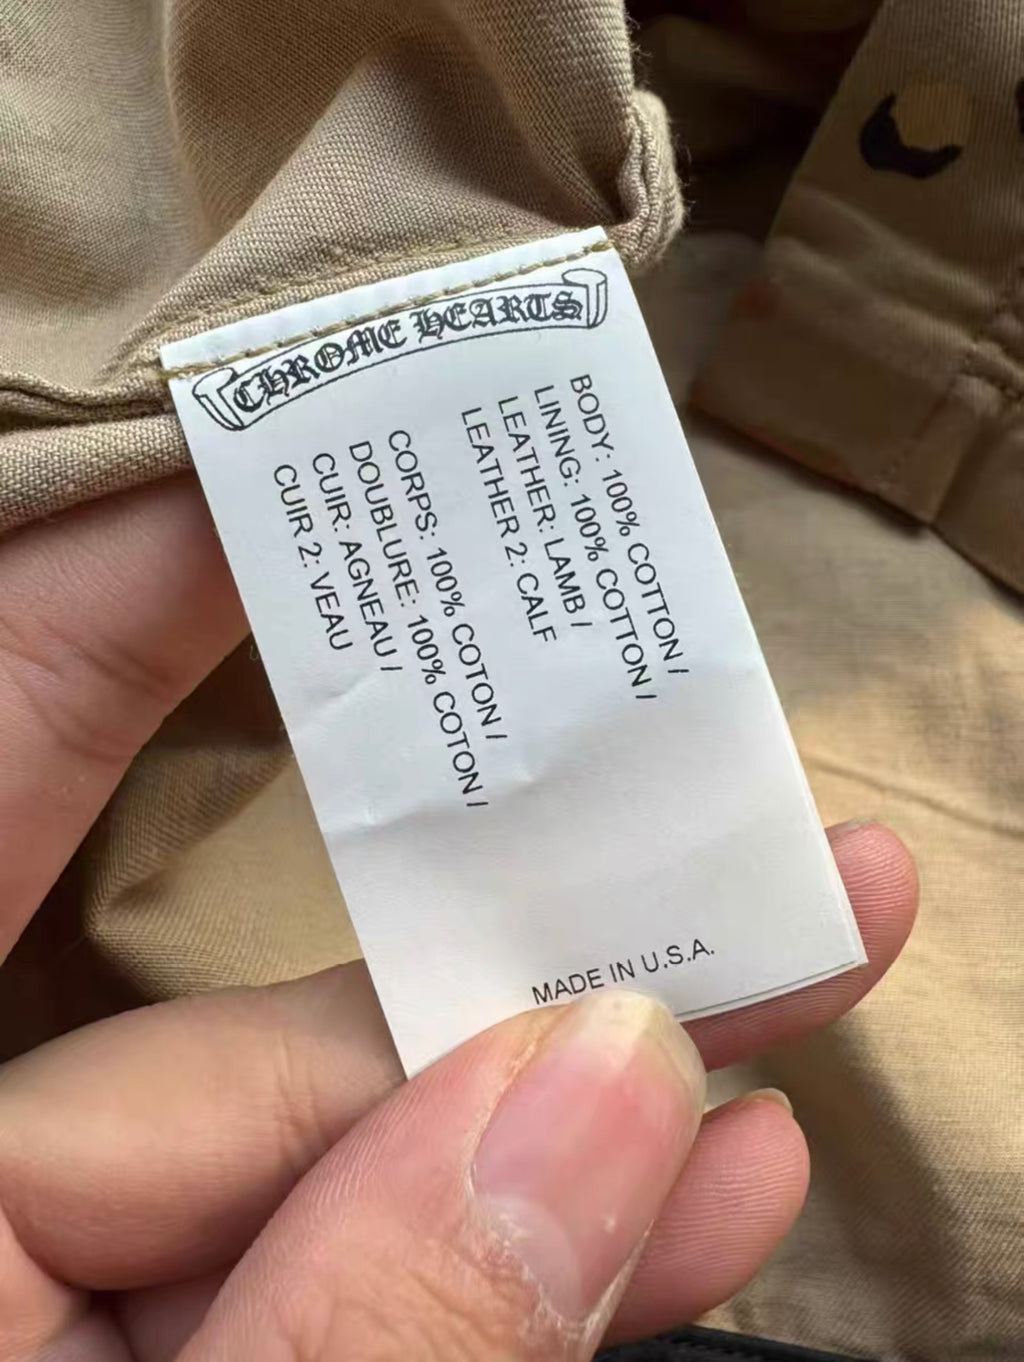 CHROME HEARTS
BODY: 100% COTTON /
LINING: 100% COTTON /
LEATHER: LAMB /
LEATHER 2: CALF
CORPS: 100% COTON /
DOUBLURE: 100% COTON /
CUIR: AGNEAU /
CUIR 2: VEAU
MADE IN U.S.A.